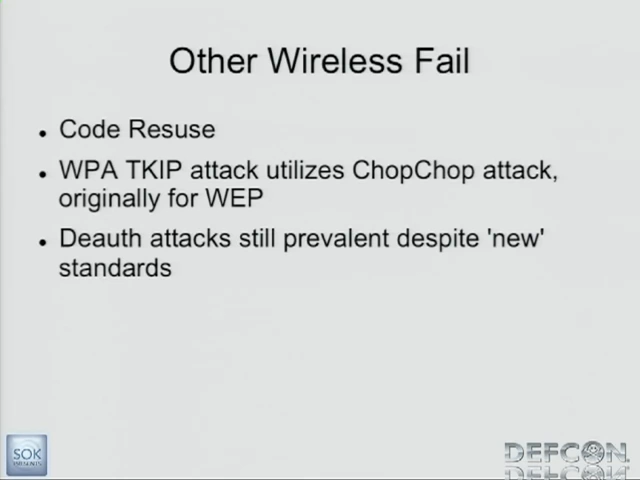 Other Wireless Fail
Code Resuse
WPA TKIP attack utilizes ChopChop attack,
originally for WEP
Deauth attacks still prevalent despite 'new'
standards
SOK
DEFCON